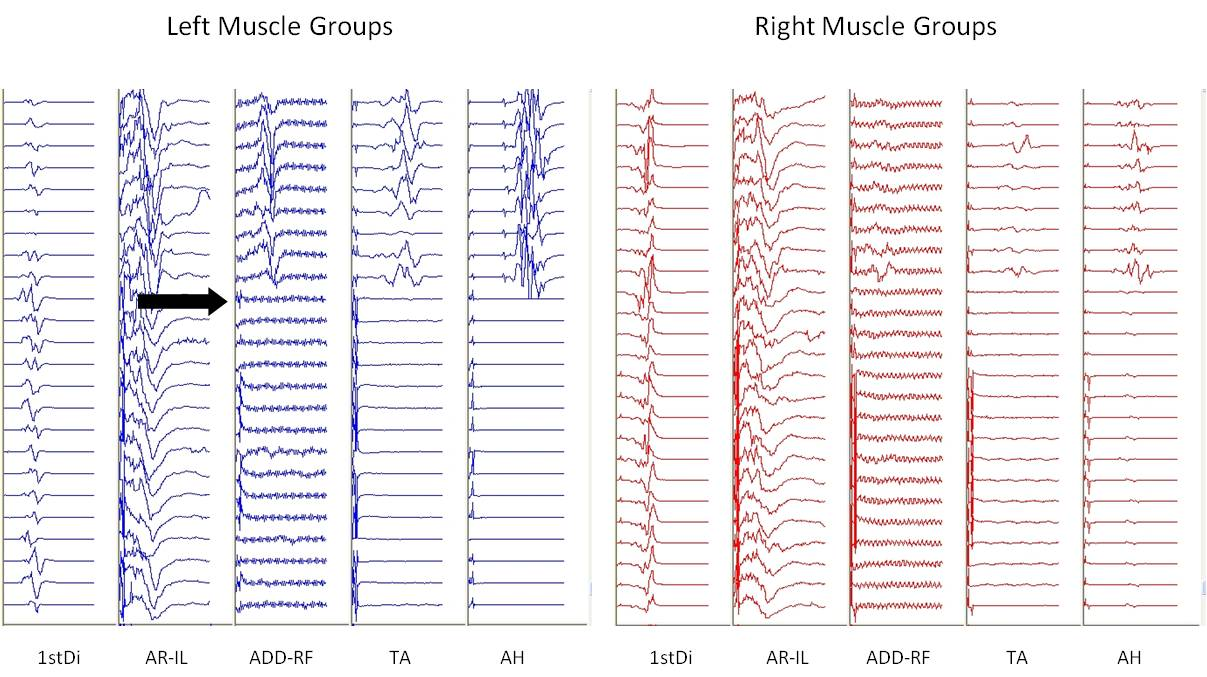 Left Muscle Groups
Right Muscle Groups
1stDi AR-IL ADD-RF TA AH
1stDi AR-IL ADD-RF TA AH